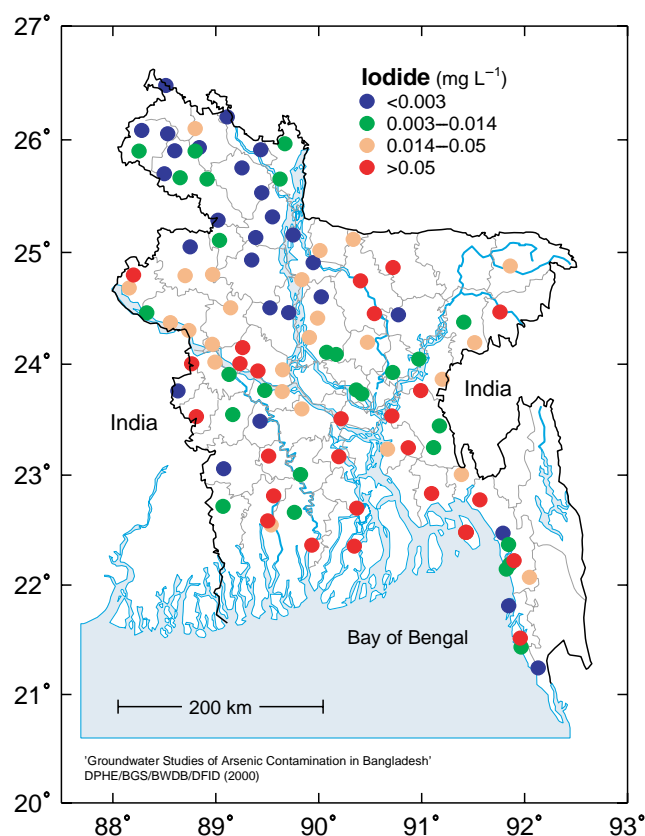 27°
26°
25°
24°
23°
22°
21°
20°
Iodide (mg L⁻¹)
<0.003
0.003–0.014
0.014–0.05
>0.05
India
India
Bay of Bengal
200 km
'Groundwater Studies of Arsenic Contamination in Bangladesh'
DPHE/BGS/BWDB/DFID (2000)
88° 89° 90° 91° 92° 93°